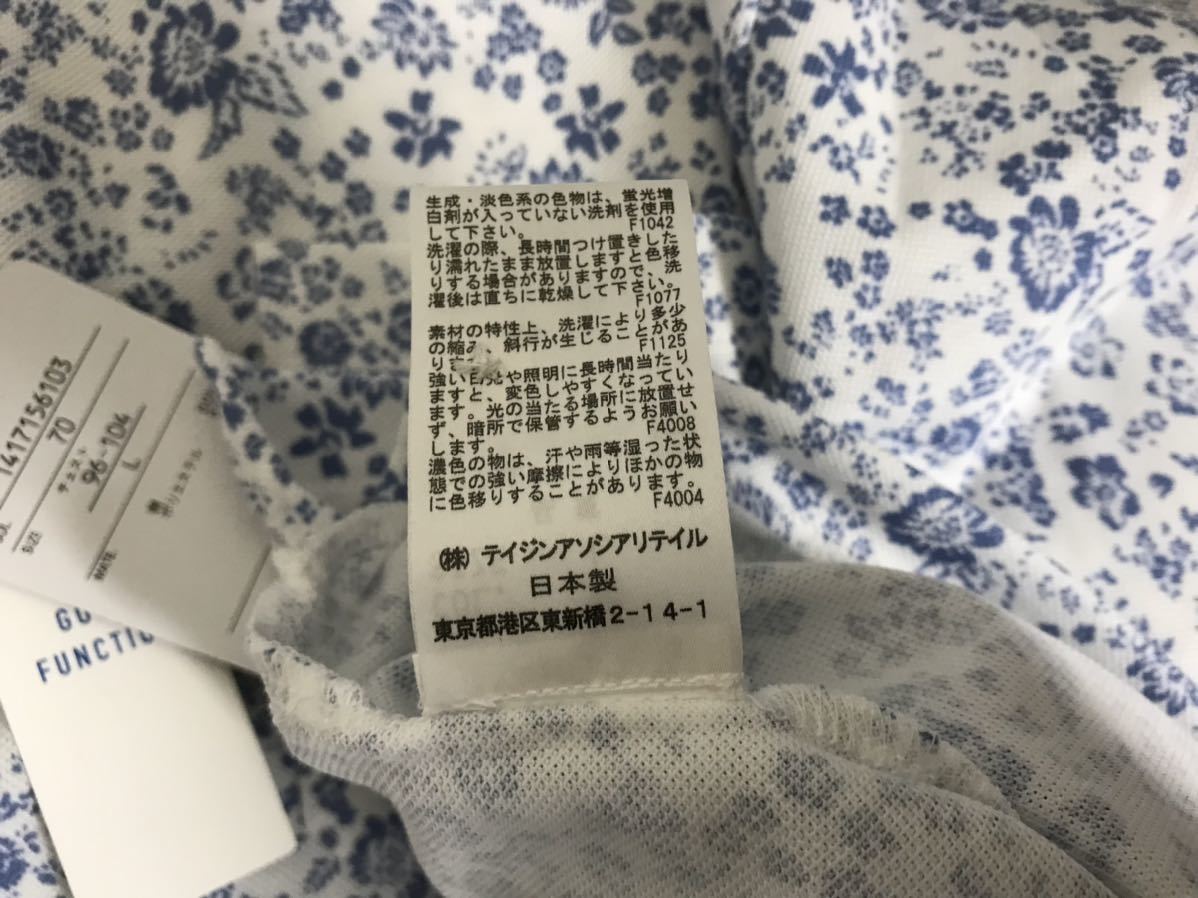 生成・淡色系の色物は、蛍光増
白剤が入っていない洗剤を使用
して下さい。 F1042
洗濯の際、長時間つけ置きした
り濡れたまま放置しますと色移
りする場合がありますので、洗
濯後は直ちに乾燥して下さい。
F1077
素材の特性上、洗濯により多少
の縮み、斜行が生じることがあ
りま F1125
強い日光や照明に長時間当たり
ますと、変色しやすくなってい
ます。光の当たる場所に放置せ
ず、暗所で保管するようお願い
します。 F4008
濃色の物は、汗や雨等湿った状
態での強い摩擦によりほかの物
に色移りすることがあります。
F4004
(株) テイジンアソシアリテイル
日本製
東京都港区東新橋2-14-1
1417156103
70
SIZE
チェスト
96-104
L
WHITE
ポリエステル
FUNCTIO